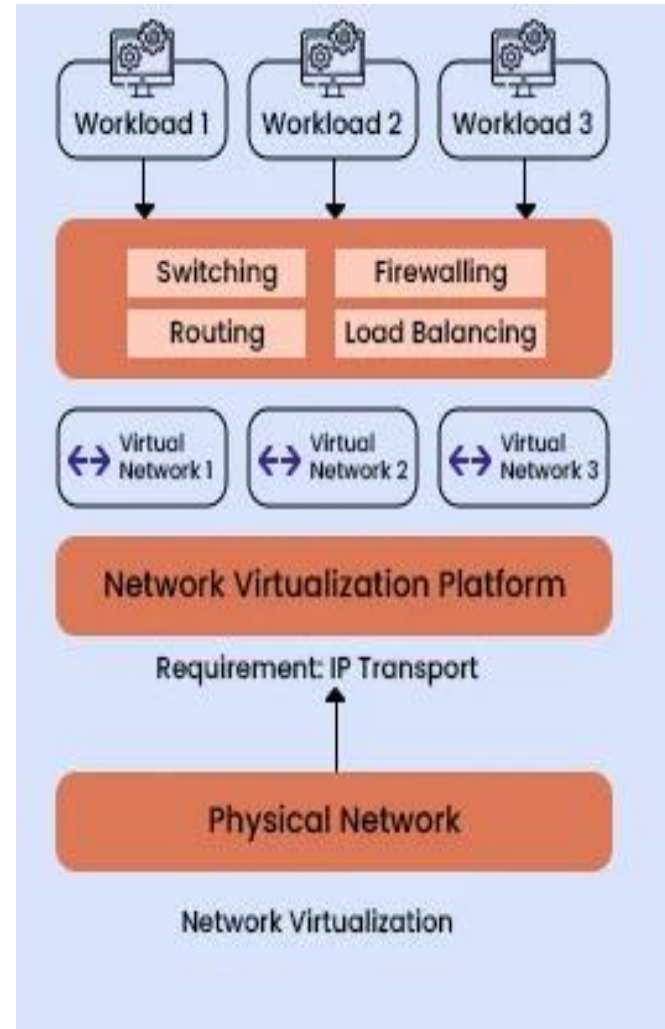 Workload 1
Workload 2
Workload 3
Switching
Firewalling
Routing
Load Balancing
Virtual
Network 1
Virtual
Network 2
Virtual
Network 3
Network Virtualization Platform
Requirement: IP Transport
Physical Network
Network Virtualization